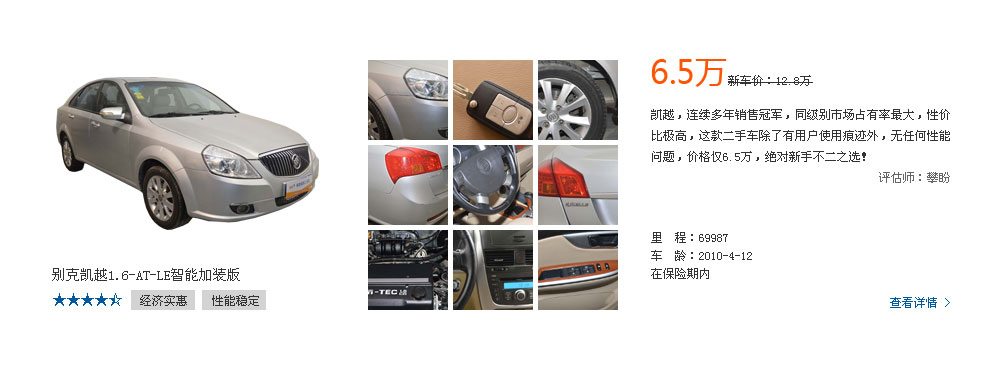 6.5万 新车价：12.8万
凯越，连续多年销售冠军，同级别市场占有率最大，性价
比极高，这款二手车除了有用户使用痕迹外，无任何性能
问题，价格仅6.5万，绝对新手不二之选！
评估师：攀盼
里 程：69987
车 龄：2010-4-12
在保险期内
别克凯越1.6-AT-LE智能加装版
经济实惠 性能稳定
查看详情 >